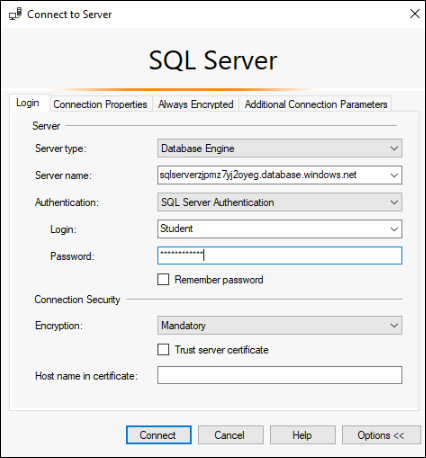 Connect to Server
SQL Server
Login Connection Properties Always Encrypted Additional Connection Parameters
Server
Server type: Database Engine
Server name: sqlserverzjpmz7yj2oyeg.database.windows.net
Authentication: SQL Server Authentication
Login: Student
Password: ************
Remember password
Connection Security
Encryption: Mandatory
Trust server certificate
Host name in certificate:
Connect Cancel Help Options <<